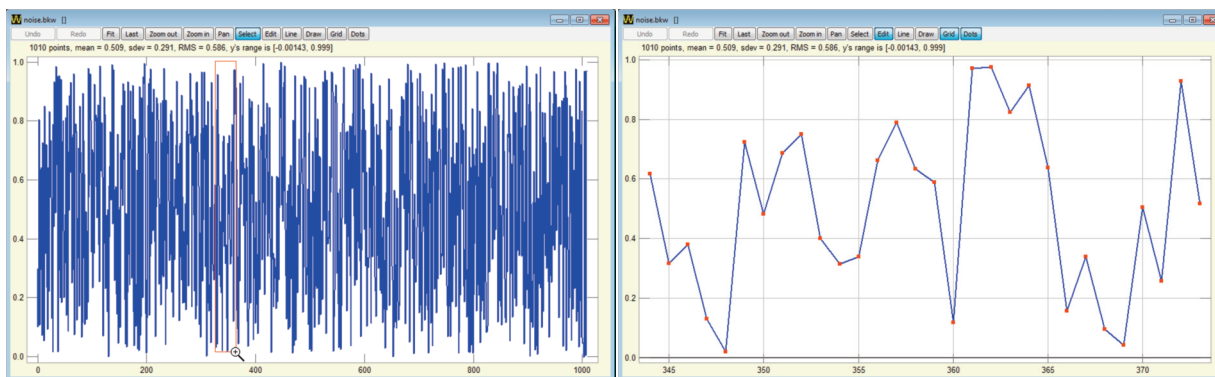 noise.bkw []
Undo Redo Fit Last Zoom out Zoom in Pan Select Edit Line Draw Grid Dots
1010 points, mean = 0.509, sdev = 0.291, RMS = 0.586, y's range is [-0.00143, 0.999]
1.0
0.8
0.6
0.4
0.2
0.0
0 200 400 600 800 1000
noise.bkw []
Undo Redo Fit Last Zoom out Zoom in Pan Select Edit Line Draw Grid Dots
1010 points, mean = 0.509, sdev = 0.291, RMS = 0.586, y's range is [-0.00143, 0.999]
1.0
0.8
0.6
0.4
0.2
0.0
345 350 355 360 365 370